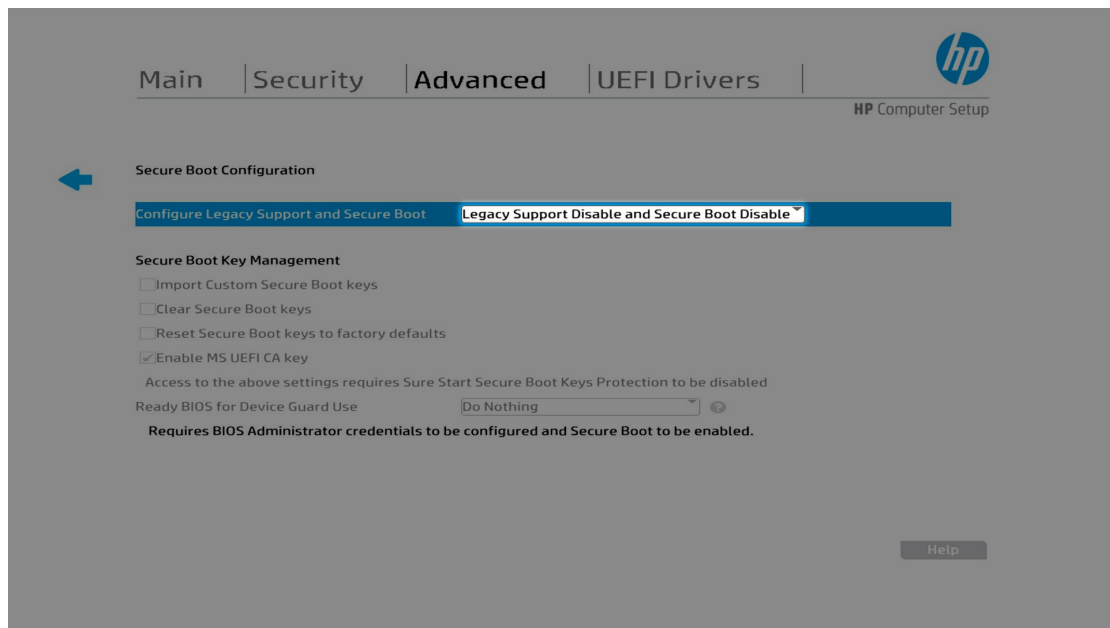 hp
Main Security Advanced UEFI Drivers
HP Computer Setup
Secure Boot Configuration
Configure Legacy Support and Secure Boot Legacy Support Disable and Secure Boot Disable
Secure Boot Key Management
Import Custom Secure Boot keys
Clear Secure Boot keys
Reset Secure Boot keys to factory defaults
Enable MS UEFI CA key
Access to the above settings requires Sure Start Secure Boot Keys Protection to be disabled
Ready BIOS for Device Guard Use Do Nothing ?
Requires BIOS Administrator credentials to be configured and Secure Boot to be enabled.
Help